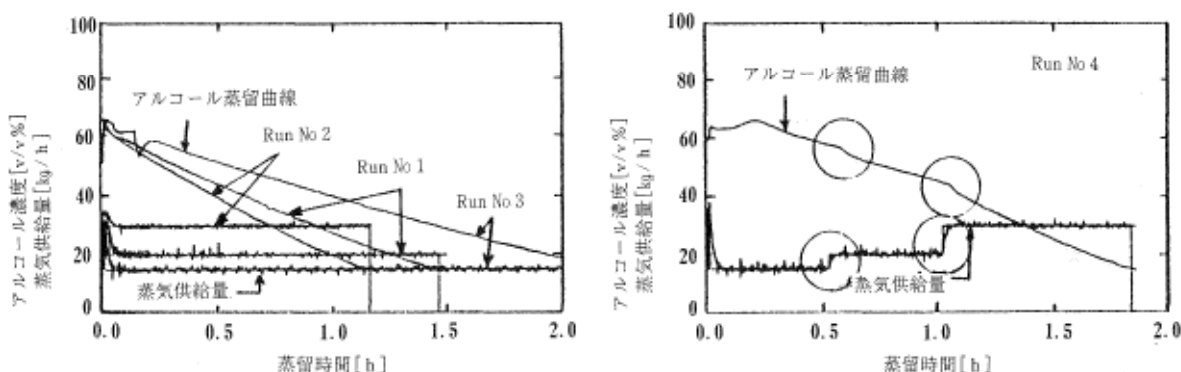 アルコール濃度[v/v%]
蒸気供給量[kg/h]
100
80
60
40
20
0
アルコール蒸留曲線
Run No 2
Run No 1
Run No 3
蒸気供給量
0.0 0.5 1.0 1.5 2.0
蒸留時間[h]
アルコール濃度[v/v%]
蒸気供給量[kg/h]
100
80
60
40
20
0
アルコール蒸留曲線
Run No 4
蒸気供給量
0.0 0.5 1.0 1.5 2.0
蒸留時間[h]